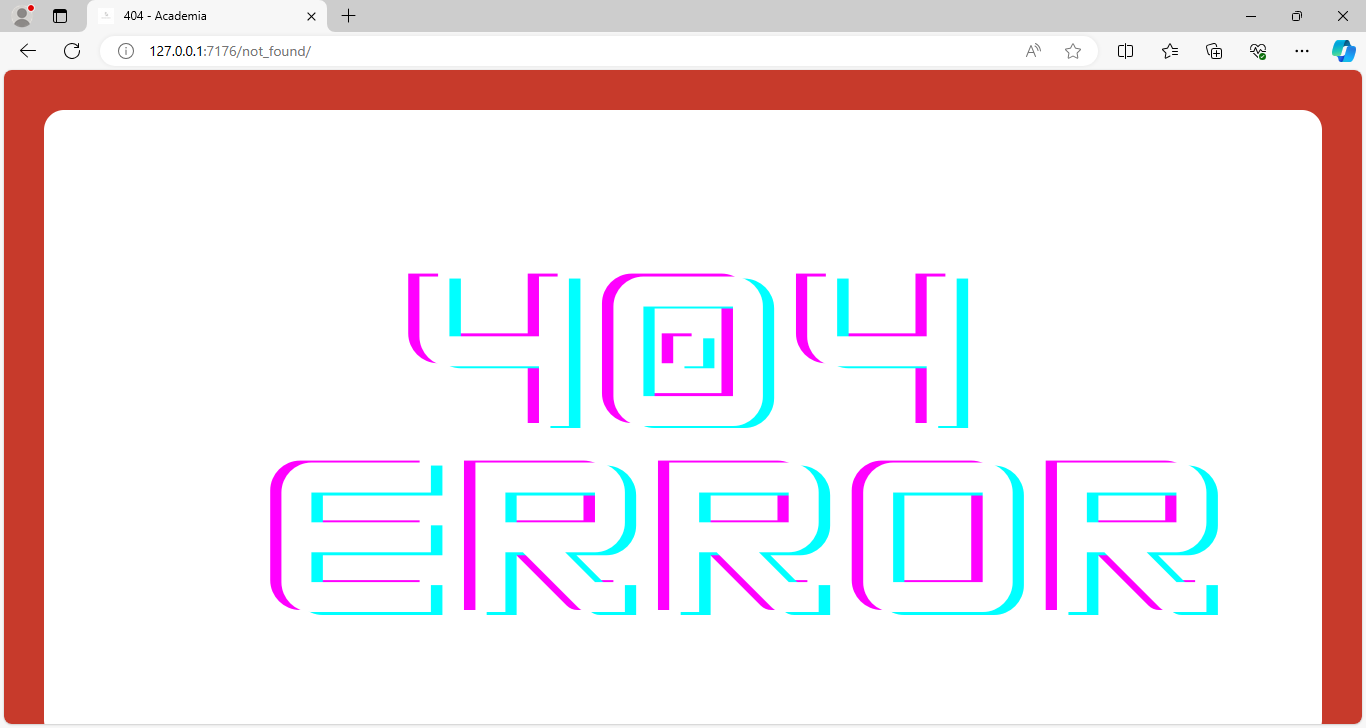 404 - Academia
127.0.0.1:7176/not_found/
404
ERROR